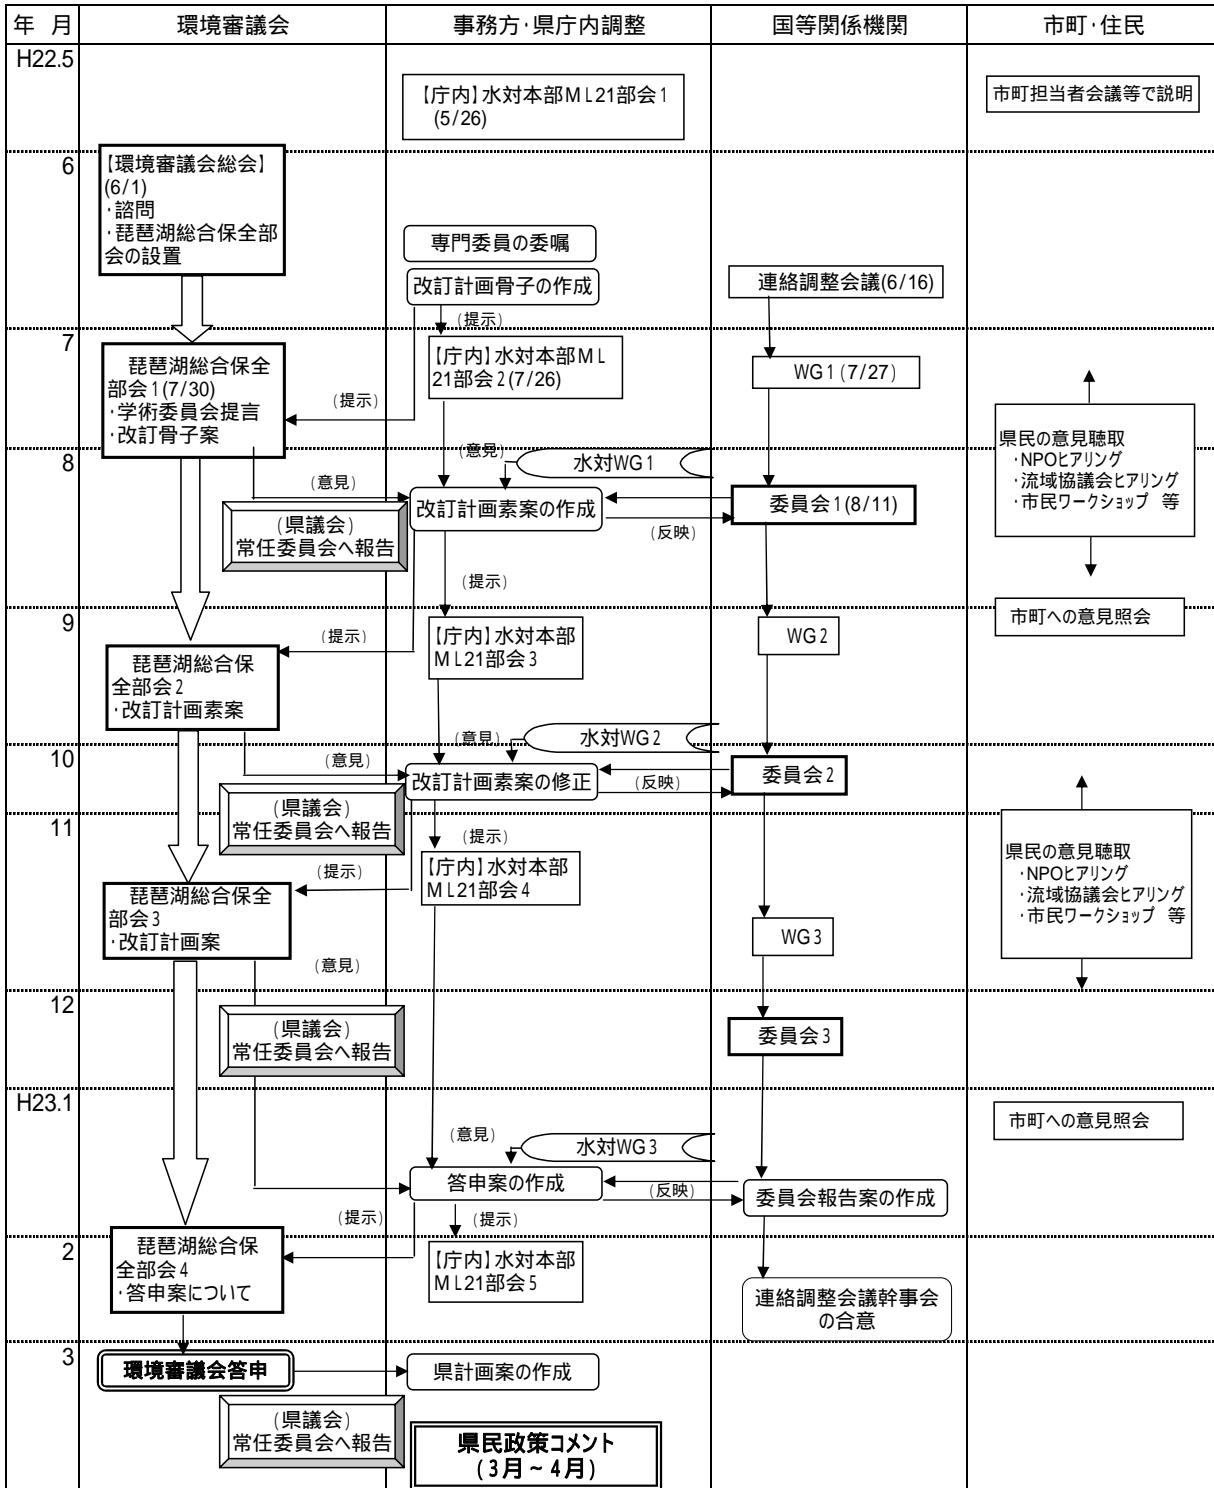 年 月
環境審議会
事務方・県庁内調整
国等関係機関
市町・住民
H22.5
【庁内】水対本部ML21部会1
(5/26)
市町担当者会議等で説明
6
【環境審議会総会】
(6/1)
・諮問
・琵琶湖総合保全部
会の設置
専門委員の委嘱
改訂計画骨子の作成
(提示)
連絡調整会議(6/16)
7
琵琶湖総合保全
部会1(7/30)
・学術委員会提言
・改訂骨子案
(提示)
【庁内】水対本部ML
21部会2(7/26)
WG1(7/27)
県民の意見聴取
・NPOヒアリング
・流域協議会ヒアリング
・市民ワークショップ 等
8
(意見)
(意見)
水対WG1
改訂計画素案の作成
委員会1(8/11)
(反映)
(県議会)
常任委員会へ報告
(提示)
市町への意見照会
9
(提示)
【庁内】水対本部
ML21部会3
WG2
琵琶湖総合保
全部会2
・改訂計画素案
(意見)
水対WG2
10
(意見)
改訂計画素案の修正
(反映)
委員会2
(県議会)
常任委員会へ報告
11
(提示)
(提示)
【庁内】水対本部
ML21部会4
琵琶湖総合保全
部会3
・改訂計画案
WG3
県民の意見聴取
・NPOヒアリング
・流域協議会ヒアリング
・市民ワークショップ 等
(意見)
12
(県議会)
常任委員会へ報告
委員会3
H23.1
市町への意見照会
(意見)
水対WG3
答申案の作成
(反映)
委員会報告案の作成
(提示)
(提示)
2
琵琶湖総合保
全部会4
・答申案について
【庁内】水対本部
ML21部会5
連絡調整会議幹事会
の合意
3
環境審議会答申
県計画案の作成
(県議会)
常任委員会へ報告
県民政策コメント
(3月~4月)